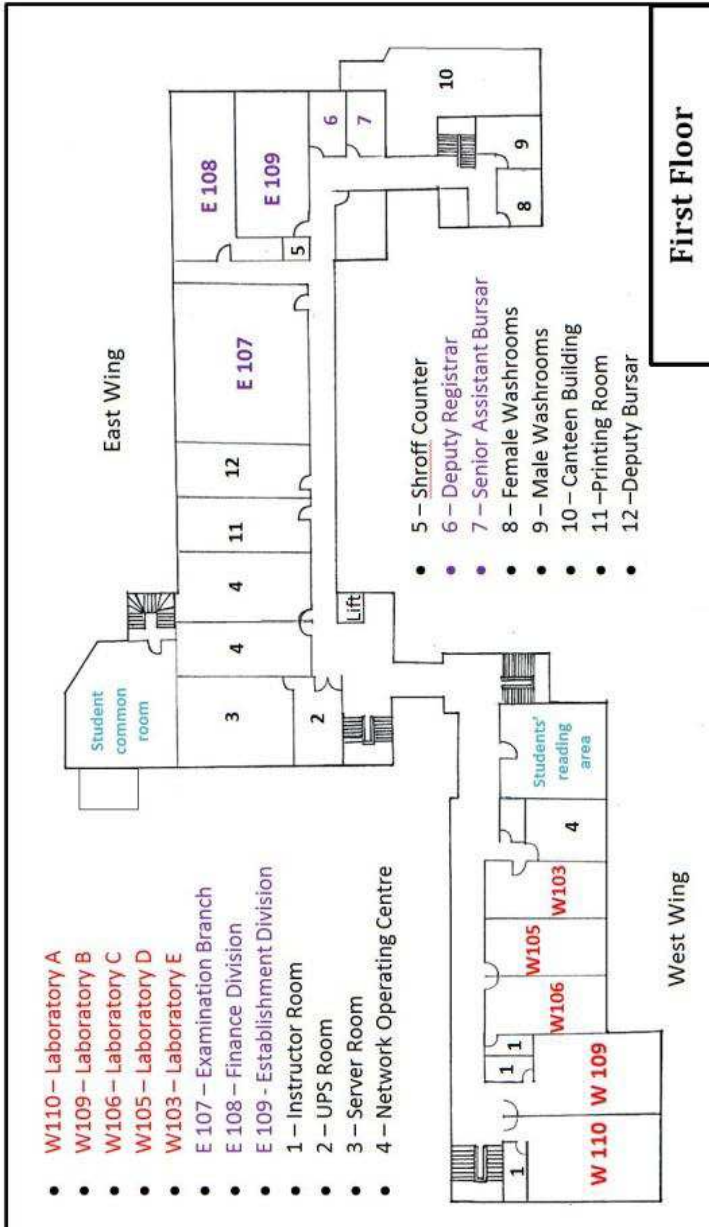 W110 – Laboratory A
W109 – Laboratory B
W106 – Laboratory C
W105 – Laboratory D
W103 – Laboratory E
E 107 – Examination Branch
E 108 – Finance Division
E 109 - Establishment Division
1 – Instructor Room
2 – UPS Room
3 – Server Room
4 – Network Operating Centre
East Wing
Student
common
room
3
4
4
11
12
E 107
E 108
E 109
5
6
7
2
Lift
10
9
8
5 – Shroff Counter
6 – Deputy Registrar
7 – Senior Assistant Bursar
8 – Female Washrooms
9 – Male Washrooms
10 – Canteen Building
11 –Printing Room
12 –Deputy Bursar
1
1
1
W 110
W 109
W106
W105
W103
4
Students'
reading
area
West Wing
First Floor